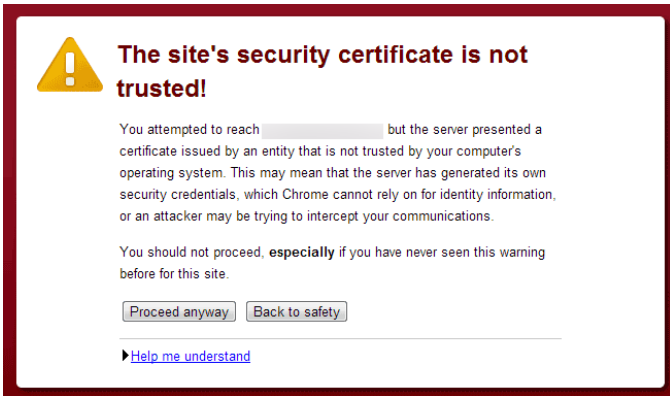 The site's security certificate is not
trusted!
You attempted to reach but the server presented a
certificate issued by an entity that is not trusted by your computer's
operating system. This may mean that the server has generated its own
security credentials, which Chrome cannot rely on for identity information,
or an attacker may be trying to intercept your communications.
You should not proceed, especially if you have never seen this warning
before for this site.
Proceed anyway Back to safety
Help me understand